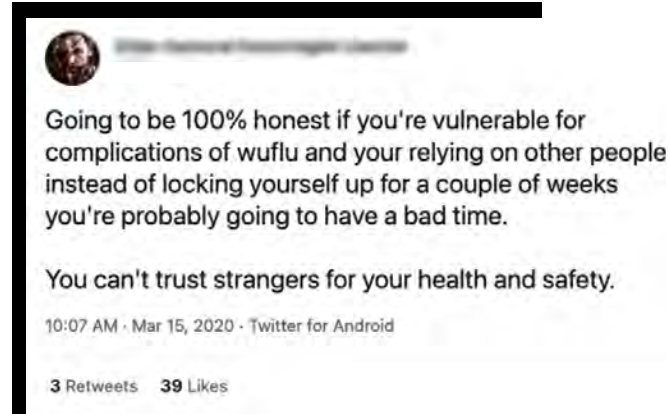 Going to be 100% honest if you're vulnerable for
complications of wuflu and your relying on other people
instead of locking yourself up for a couple of weeks
you're probably going to have a bad time.
You can't trust strangers for your health and safety.
10:07 AM · Mar 15, 2020 · Twitter for Android
3 Retweets 39 Likes